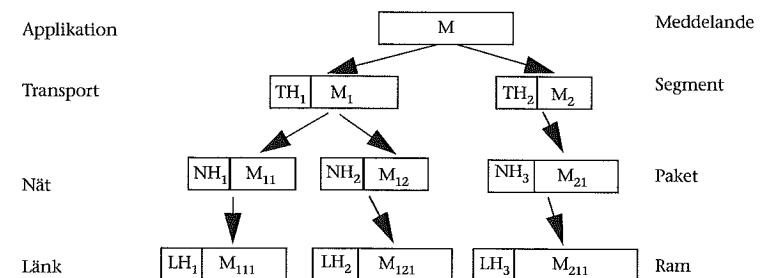 Applikation M Meddelande
Transport TH₁ M₁ TH₂ M₂ Segment
Nät NH₁ M₁₁ NH₂ M₁₂ NH₃ M₂₁ Paket
Länk LH₁ M₁₁₁ LH₂ M₁₂₁ LH₃ M₂₁₁ Ram